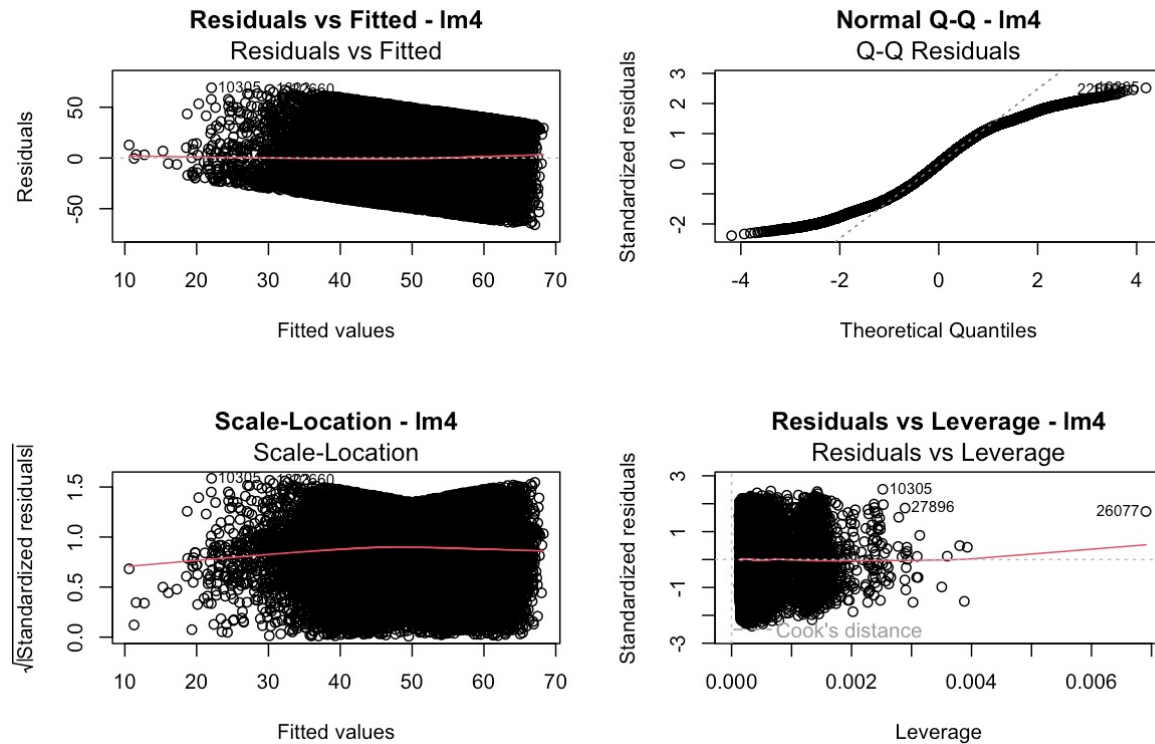 Residuals vs Fitted - lm4
Residuals vs Fitted
Residuals
50
0
-50
10305
10 20 30 40 50 60 70
Fitted values
Normal Q-Q - lm4
Q-Q Residuals
Standardized residuals
3
2
1
0
-2
-4 -2 0 2 4
Theoretical Quantiles
Scale-Location - lm4
Scale-Location
√|Standardized residuals|
1.5
1.0
0.5
0.0
10305
10 20 30 40 50 60 70
Fitted values
Residuals vs Leverage - lm4
Residuals vs Leverage
Standardized residuals
3
1
-1
-3
10305
27896
26077
Cook's distance
0.000 0.002 0.004 0.006
Leverage